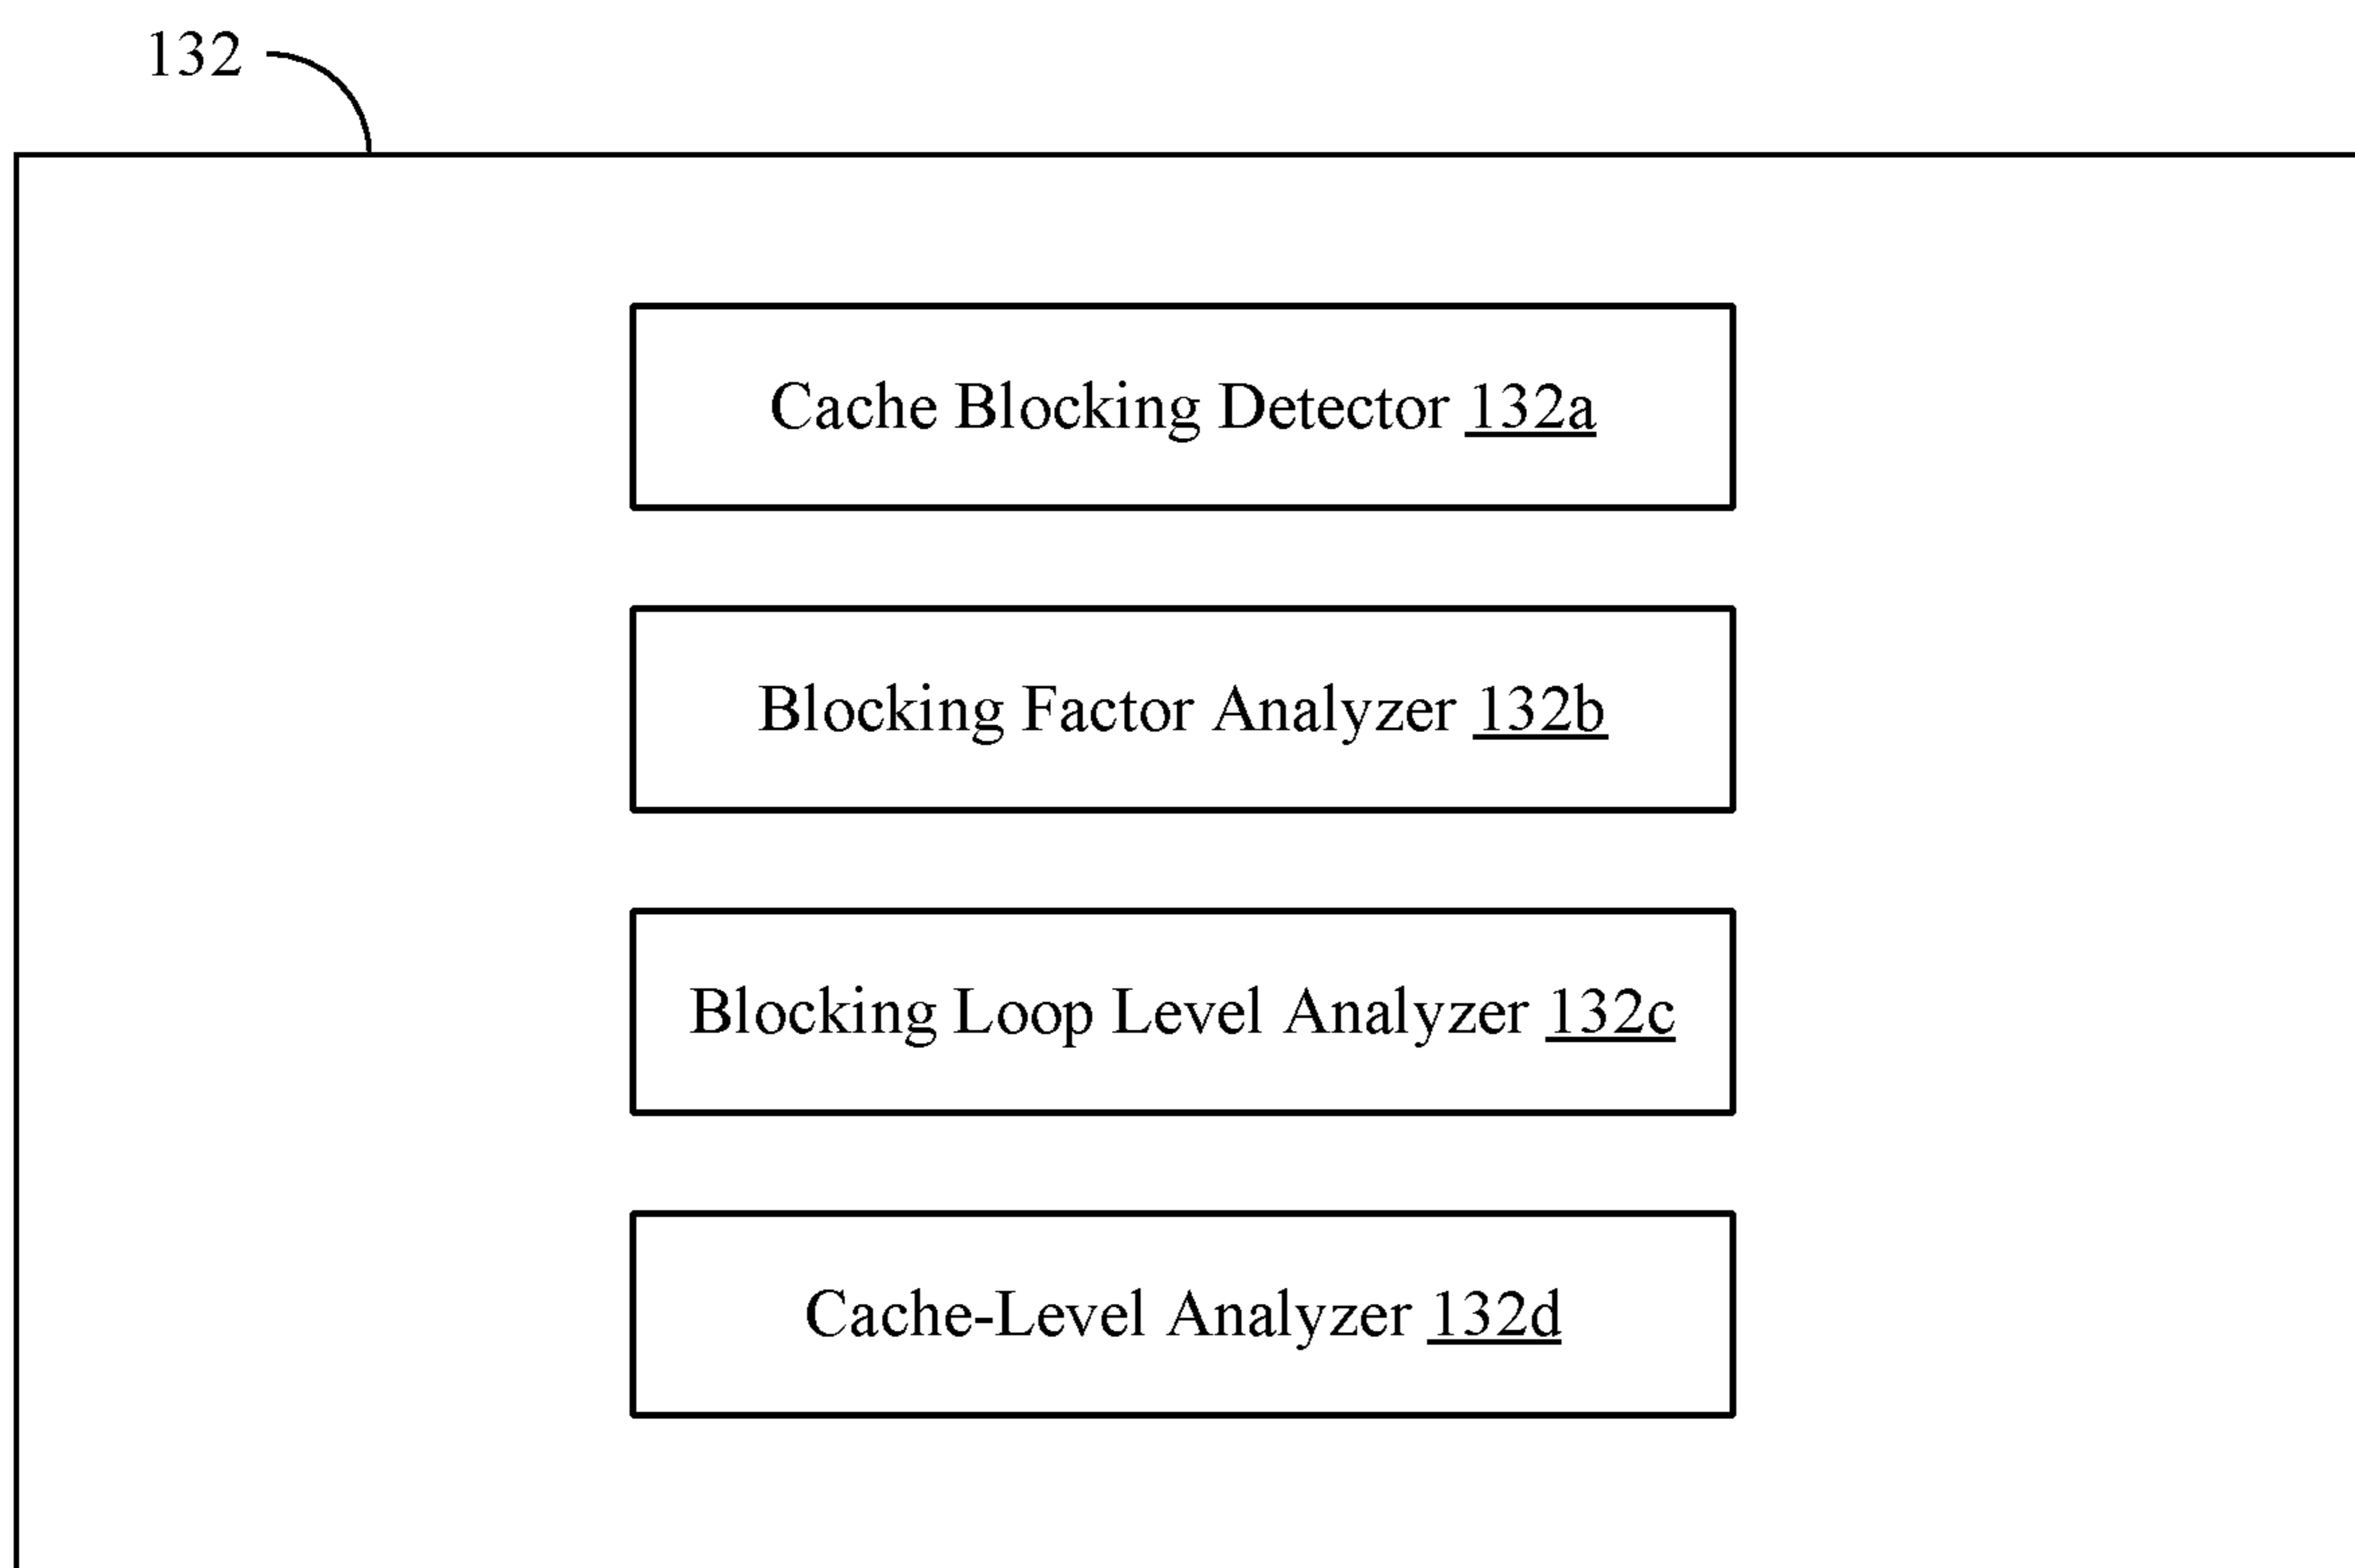 132
Cache Blocking Detector 132a
Blocking Factor Analyzer 132b
Blocking Loop Level Analyzer 132c
Cache-Level Analyzer 132d